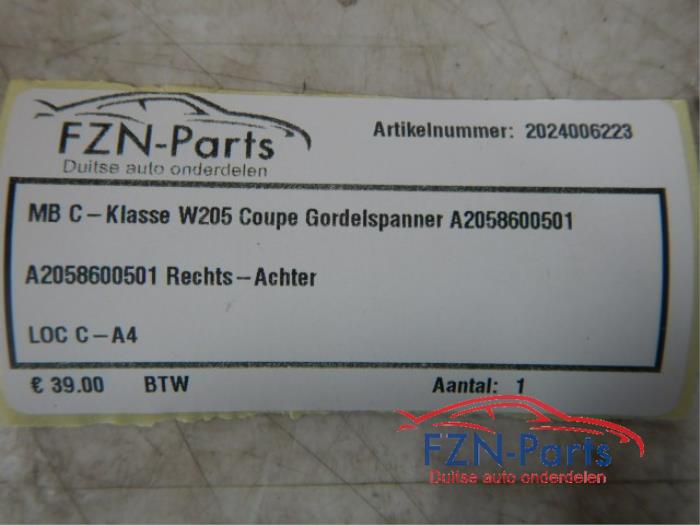 FZN-Parts
Duitse auto onderdelen
Artikelnummer: 2024006223
MB C-Klasse W205 Coupe Gordelspanner A2058600501
A2058600501 Rechts-Achter
LOC C-A4
€ 39.00 BTW Aantal: 1
FZN-Parts
Duitse auto onderdelen